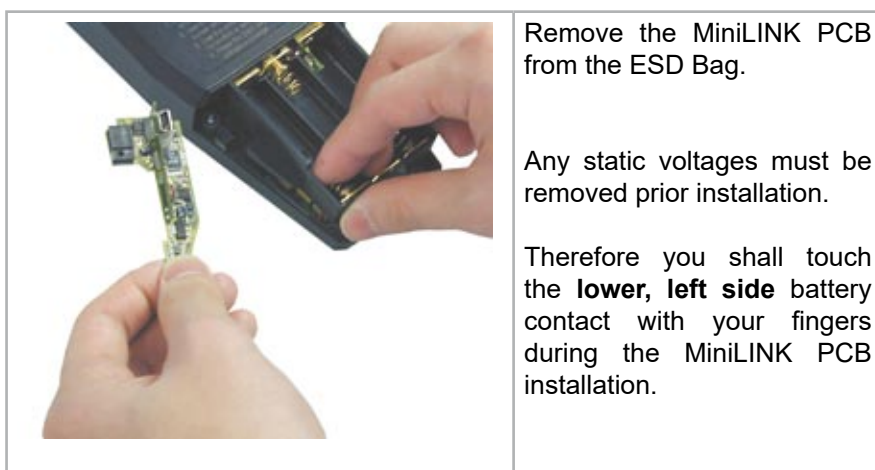 Remove the MiniLINK PCB
from the ESD Bag.
Any static voltages must be
removed prior installation.
Therefore you shall touch
the lower, left side battery
contact with your fingers
during the MiniLINK PCB
installation.